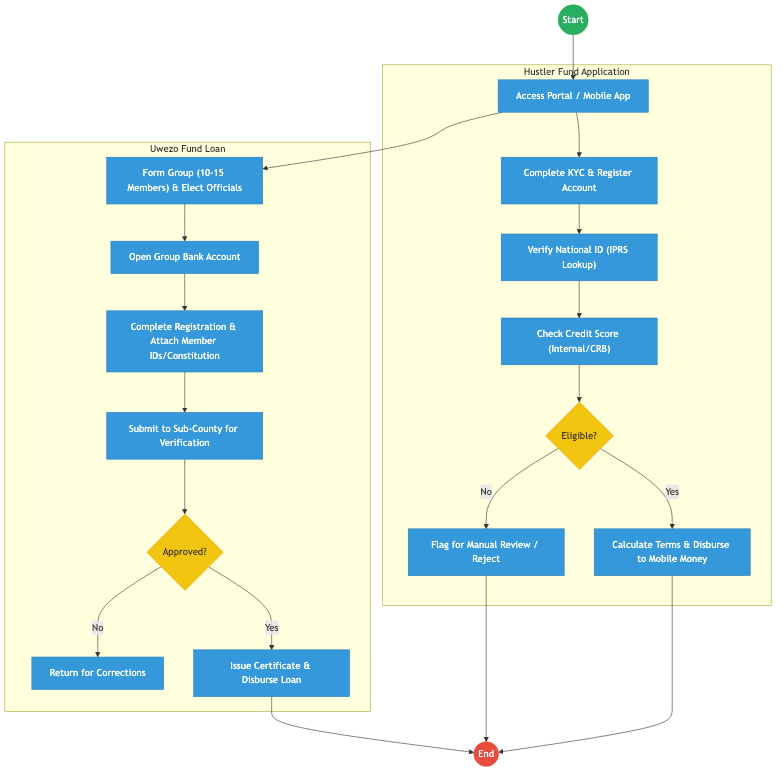 Start
Hustler Fund Application
Access Portal / Mobile App
Complete KYC & Register
Account
Verify National ID (IPRS
Lookup)
Check Credit Score
(Internal/CRB)
Eligible?
No
Yes
Flag for Manual Review /
Reject
Calculate Terms & Disburse
to Mobile Money
Uwezo Fund Loan
Form Group (10-15
Members) & Elect Officials
Open Group Bank Account
Complete Registration &
Attach Member
IDs/Constitution
Submit to Sub-County for
Verification
Approved?
No
Yes
Return for Corrections
Issue Certificate &
Disburse Loan
End